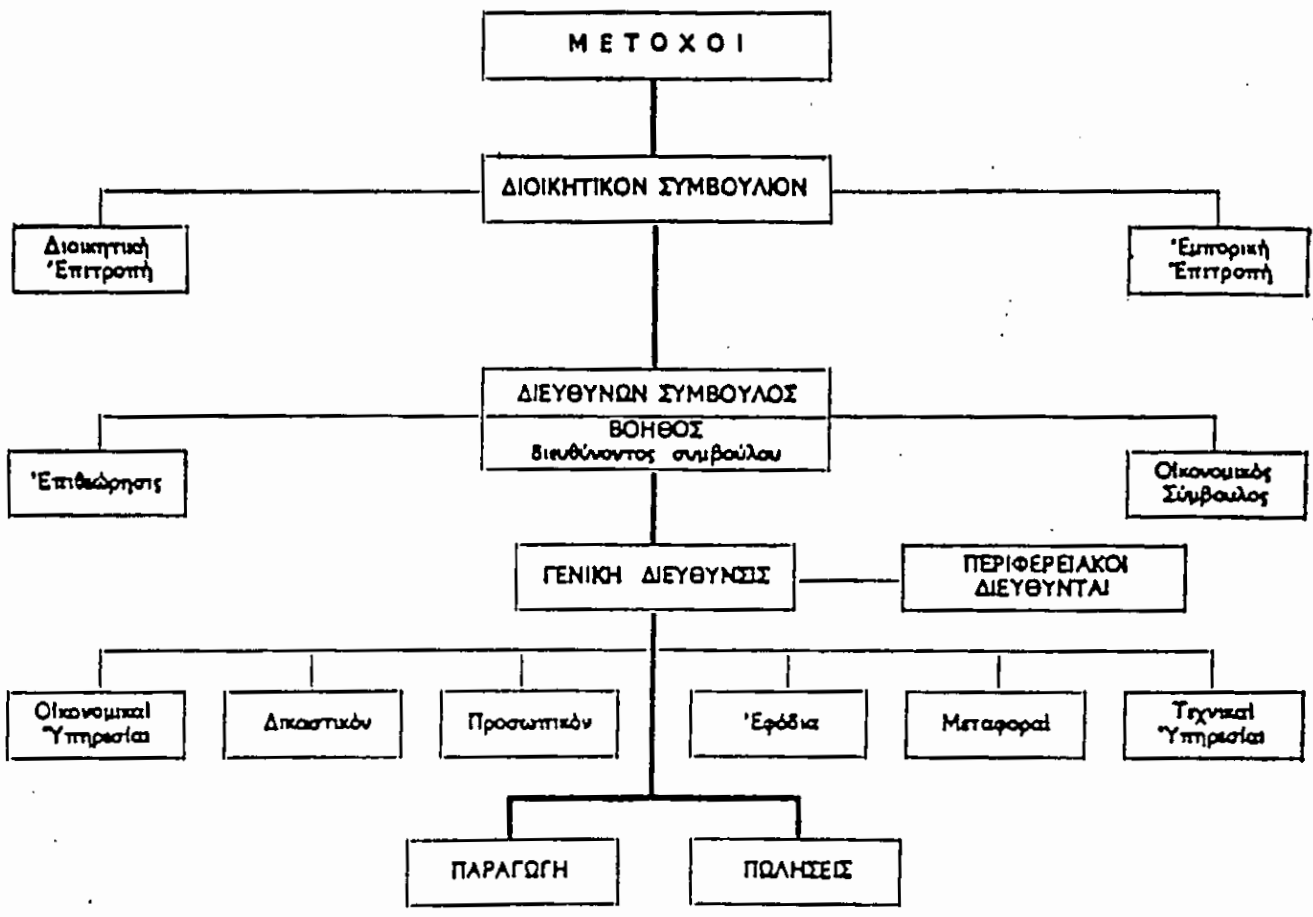 ΜΕΤΟΧΟΙ
ΔΙΟΙΚΗΤΙΚΟΝ ΣΥΜΒΟΥΛΙΟΝ
Διοικητική
Ἐπιτροπή
Ἐμπορική
Ἐπιτροπή
ΔΙΕΥΘΥΝΩΝ ΣΥΜΒΟΥΛΟΣ
ΒΟΗΘΟΣ
διευθύνοντος συμβούλου
Ἐπιθεώρησις
Οἰκονομικός
Σύμβουλος
ΓΕΝΙΚΗ ΔΙΕΥΘΥΝΣΙΣ
ΠΕΡΙΦΕΡΕΙΑΚΟΙ
ΔΙΕΥΘΥΝΤΑΙ
Οἰκονομικαί
Ὑπηρεσίαι
Δικαστικόν
Προσωπικόν
Ἐφόδια
Μεταφοραί
Τεχνικαί
Ὑπηρεσίαι
ΠΑΡΑΓΩΓΗ
ΠΩΛΗΣΕΙΣ